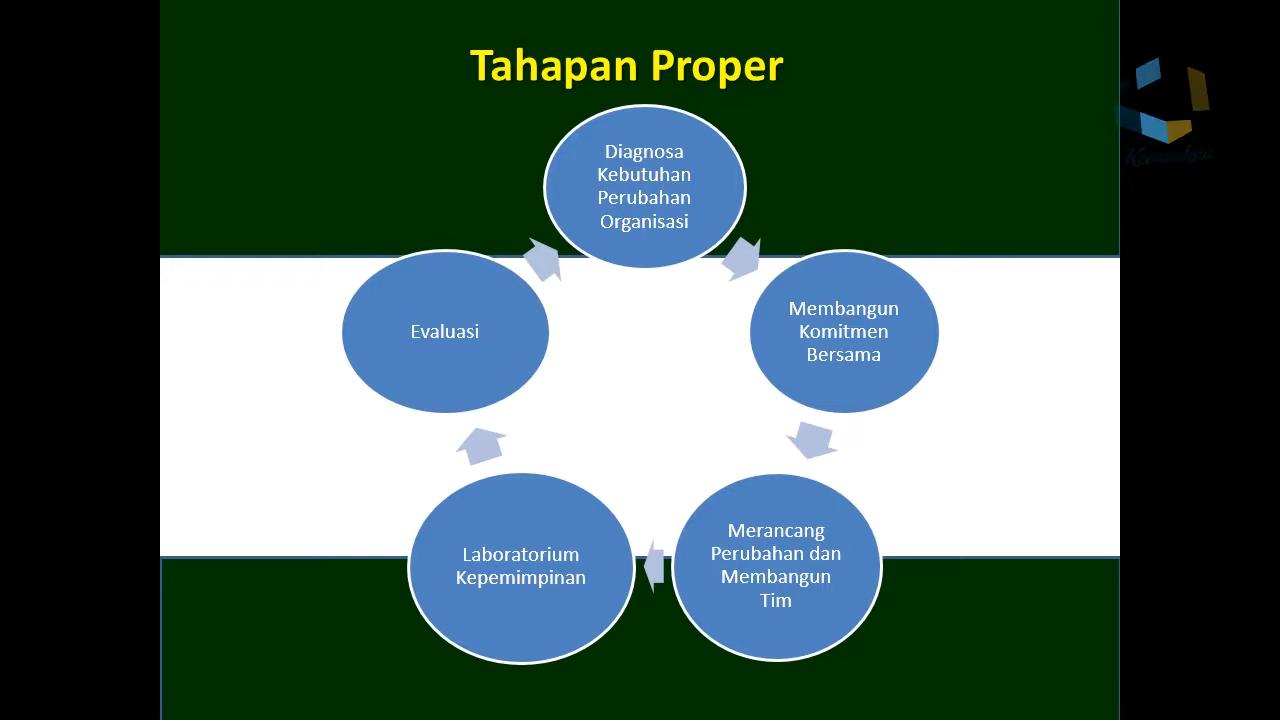 Tahapan Proper
Diagnosa
Kebutuhan
Perubahan
Organisasi
Membangun
Komitmen
Bersama
Merancang
Perubahan dan
Membangun
Tim
Laboratorium
Kepemimpinan
Evaluasi